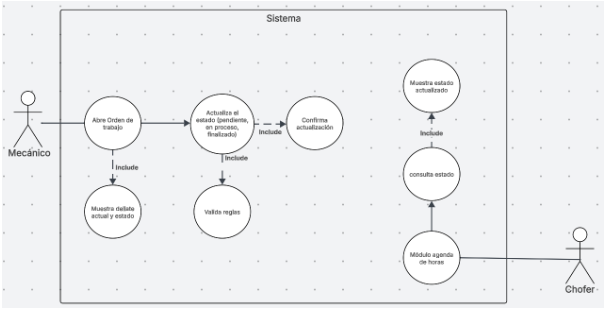 Sistema
Mecánico
Abre Orden de
trabajo
Include
Muestra dellate
actual y estado
Actualiza el
estado (pendiente,
en proceso,
finalizado)
Include
Confirma
actualización
Include
Valida reglas
Muestra estado
actualizado
Include
consulta estado
Módulo agenda
de horas
Chofer